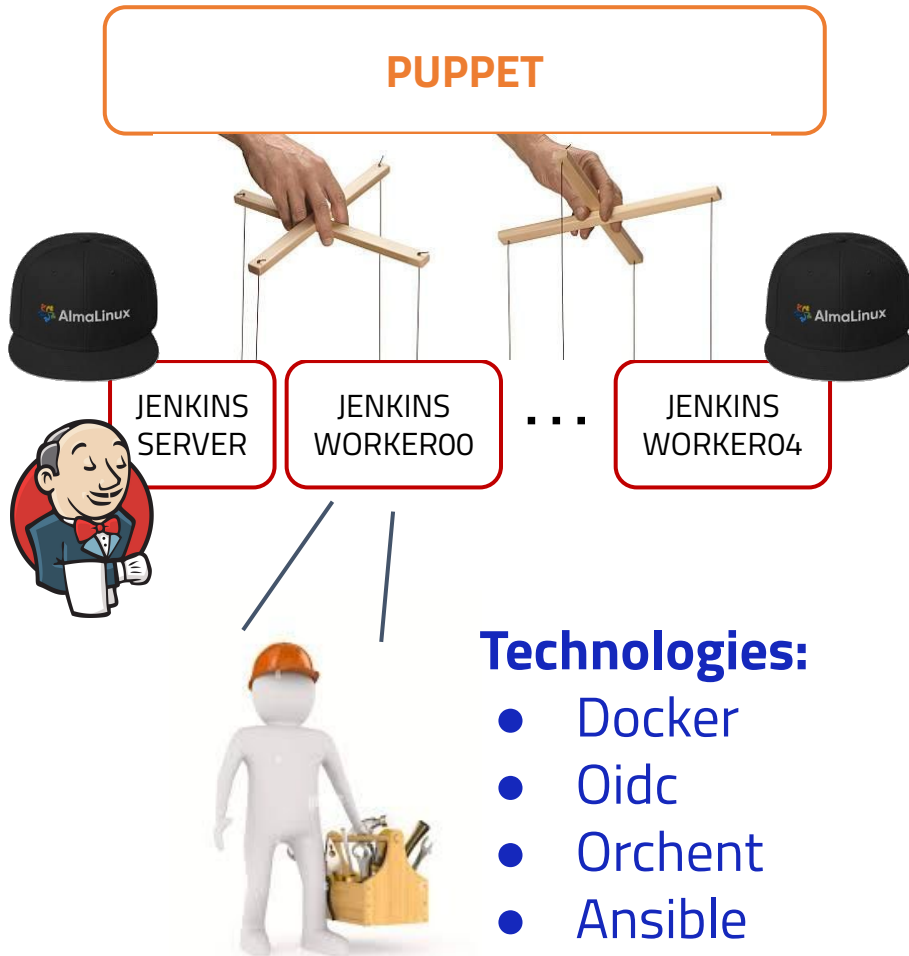 PUPPET
AlmaLinux
AlmaLinux
JENKINS
SERVER
JENKINS
WORKER00
. . .
JENKINS
WORKER04
Technologies:
● Docker
● Oidc
● Orchent
● Ansible